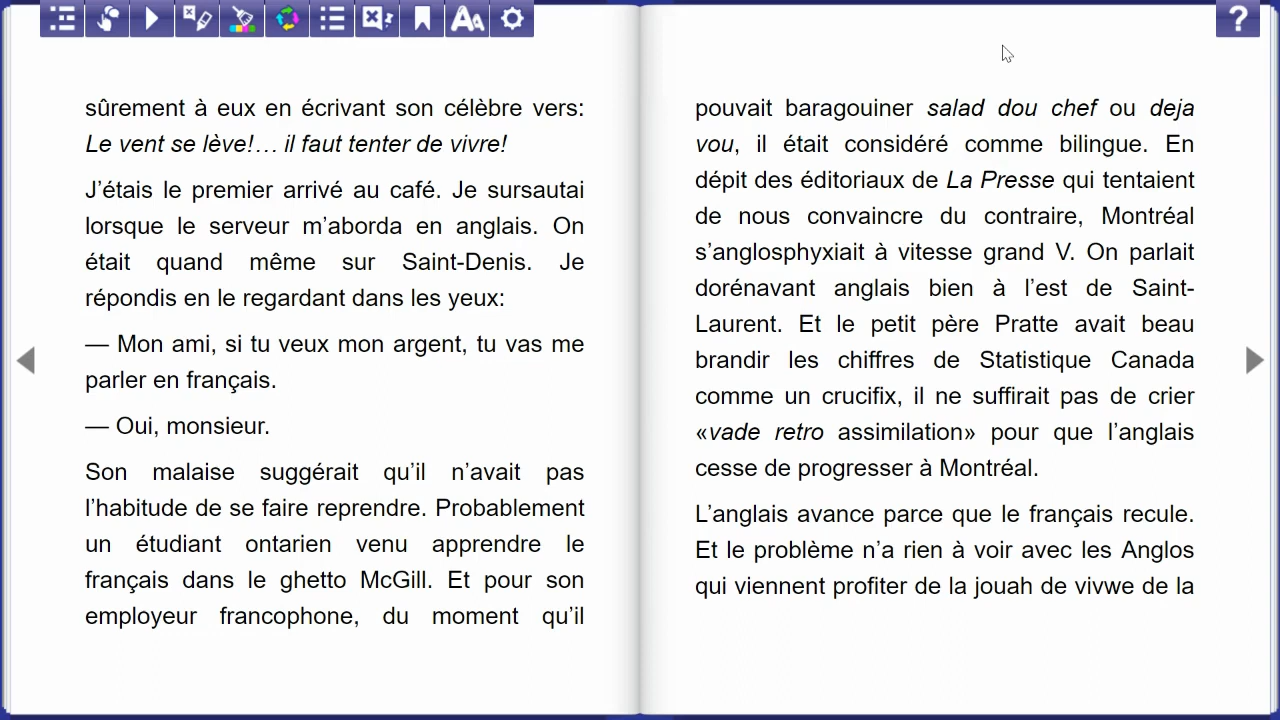 ?
sûrement à eux en écrivant son célèbre vers:
Le vent se lève!… il faut tenter de vivre!
J’étais le premier arrivé au café. Je sursautai
lorsque le serveur m’aborda en anglais. On
était quand même sur Saint-Denis. Je
répondis en le regardant dans les yeux:
— Mon ami, si tu veux mon argent, tu vas me
parler en français.
— Oui, monsieur.
Son malaise suggérait qu’il n’avait pas
l’habitude de se faire reprendre. Probablement
un étudiant ontarien venu apprendre le
français dans le ghetto McGill. Et pour son
employeur francophone, du moment qu’il
pouvait baragouiner salad dou chef ou deja
vou, il était considéré comme bilingue. En
dépit des éditoriaux de La Presse qui tentaient
de nous convaincre du contraire, Montréal
s’anglosphyxiait à vitesse grand V. On parlait
dorénavant anglais bien à l’est de Saint-
Laurent. Et le petit père Pratte avait beau
brandir les chiffres de Statistique Canada
comme un crucifix, il ne suffirait pas de crier
«vade retro assimilation» pour que l’anglais
cesse de progresser à Montréal.
L’anglais avance parce que le français recule.
Et le problème n’a rien à voir avec les Anglos
qui viennent profiter de la jouah de vivwe de la